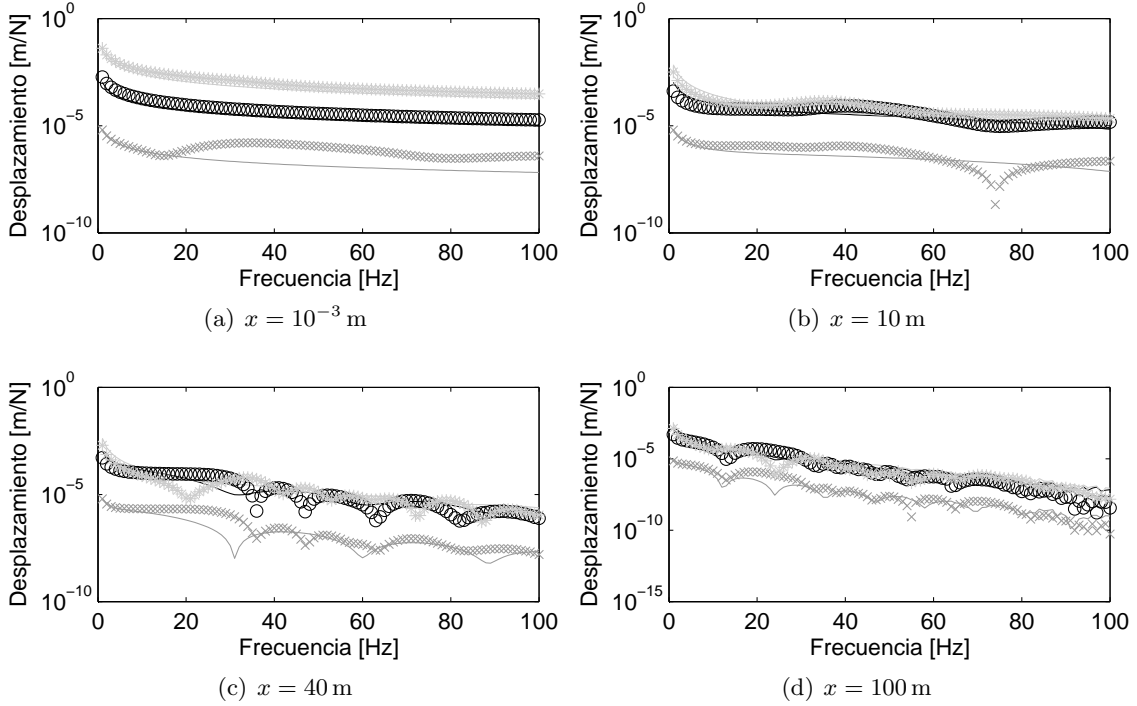 10^0
10^{-5}
10^{-10}
Desplazamiento [m/N]
0 20 40 60 80 100
Frecuencia [Hz]
(a) x = 10^{-3} m
10^0
10^{-5}
10^{-10}
Desplazamiento [m/N]
0 20 40 60 80 100
Frecuencia [Hz]
(b) x = 10 m
10^0
10^{-5}
10^{-10}
Desplazamiento [m/N]
0 20 40 60 80 100
Frecuencia [Hz]
(c) x = 40 m
10^0
10^{-5}
10^{-10}
10^{-15}
Desplazamiento [m/N]
0 20 40 60 80 100
Frecuencia [Hz]
(d) x = 100 m